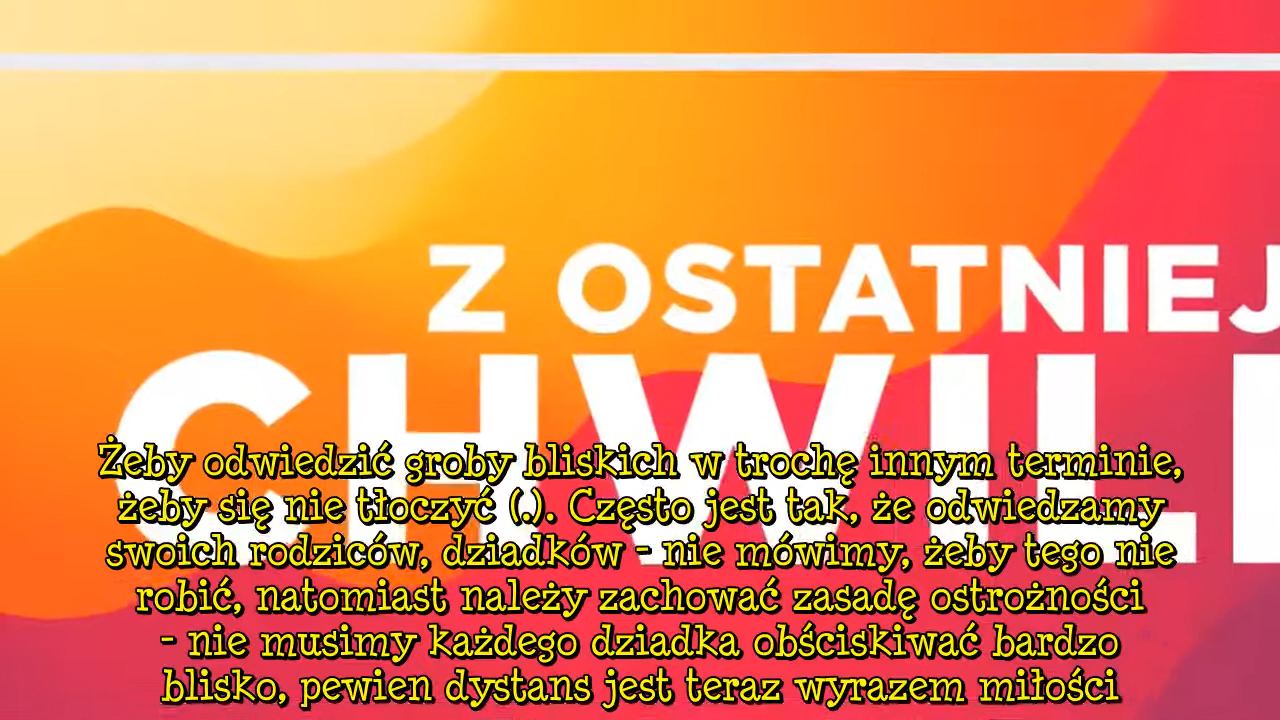 Z OSTATNIEJ
CHWIL
Żeby odwiedzić groby bliskich w trochę innym terminie,
żeby się nie tłoczyć (.). Często jest tak, że odwiedzamy
swoich rodziców, dziadków - nie mówimy, żeby tego nie
robić, natomiast należy zachować zasadę ostrożności
- nie musimy każdego dziadka obściskiwać bardzo
blisko, pewien dystans jest teraz wyrazem miłości